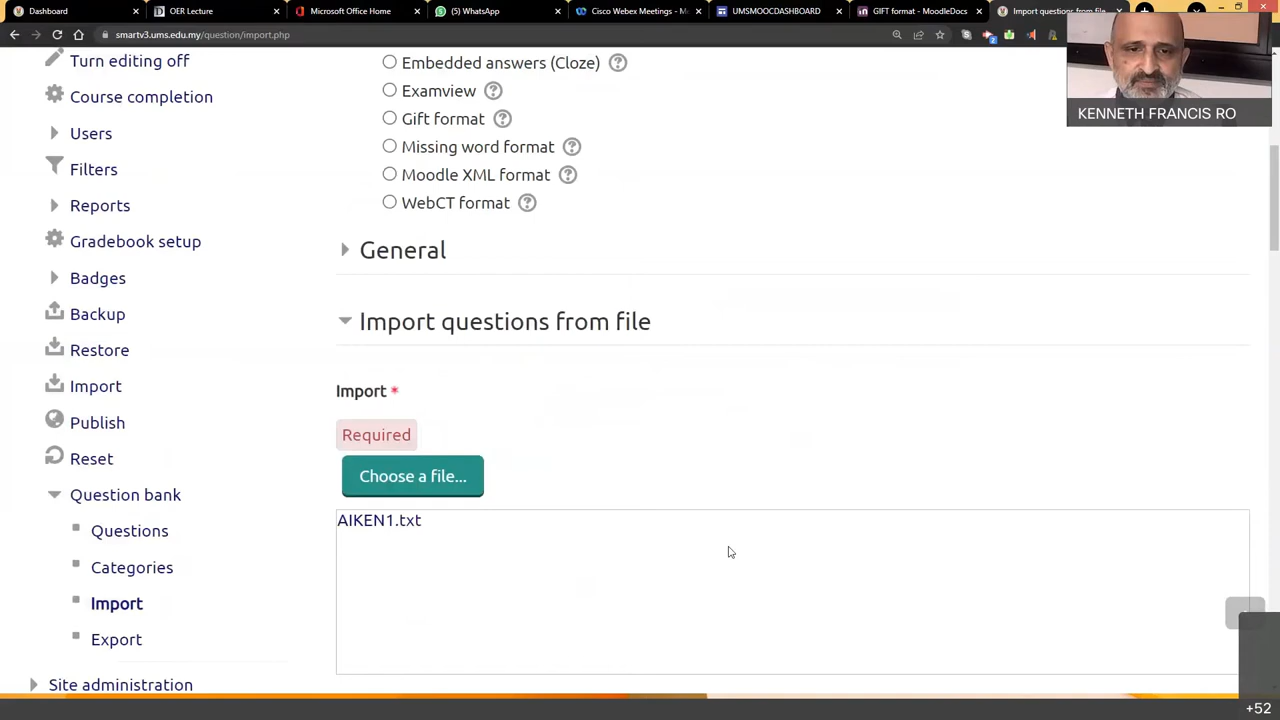 Dashboard
OER Lecture
Microsoft Office Home
(5) WhatsApp
Cisco Webex Meetings - Mo
UMSMOOCDASHBOARD
GIFT format - MoodleDocs
Import questions from file
smartv3.ums.edu.my/question/import.php
KENNETH FRANCIS RO
Turn editing off
Course completion
Users
Filters
Reports
Gradebook setup
Badges
Backup
Restore
Import
Publish
Reset
Question bank
Questions
Categories
Import
Export
Site administration
Embedded answers (Cloze)
Examview
Gift format
Missing word format
Moodle XML format
WebCT format
General
Import questions from file
Import *
Required
Choose a file...
AIKEN1.txt
+52